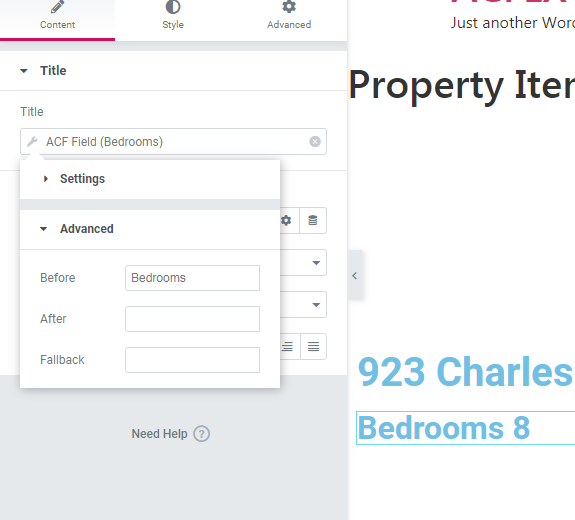 Content
Style
Advanced
Title
Title
ACF Field (Bedrooms)
Settings
Advanced
Before
Bedrooms
After
Fallback
Need Help ?
Just another Wor
Property Iter
923 Charles
Bedrooms 8